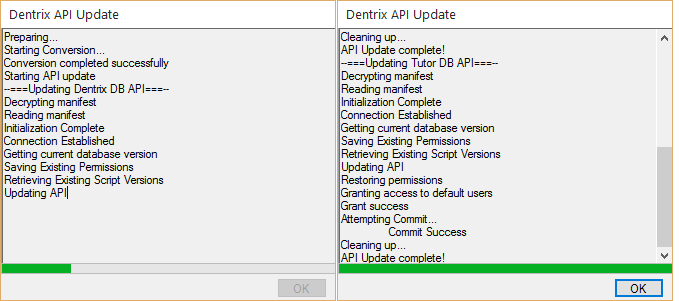 Dentrix API Update
Preparing...
Starting Conversion...
Conversion completed successfully
Starting API update
--===Updating Dentrix DB API===--
Decrypting manifest
Reading manifest
Initialization Complete
Connection Established
Getting current database version
Saving Existing Permissions
Retrieving Existing Script Versions
Updating API
OK
Dentrix API Update
Cleaning up...
API Update complete!
--===Updating Tutor DB API===--
Decrypting manifest
Reading manifest
Initialization Complete
Connection Established
Getting current database version
Saving Existing Permissions
Retrieving Existing Script Versions
Updating API
Restoring permissions
Granting access to default users
Grant success
Attempting Commit...
Commit Success
Cleaning up...
API Update complete!
OK